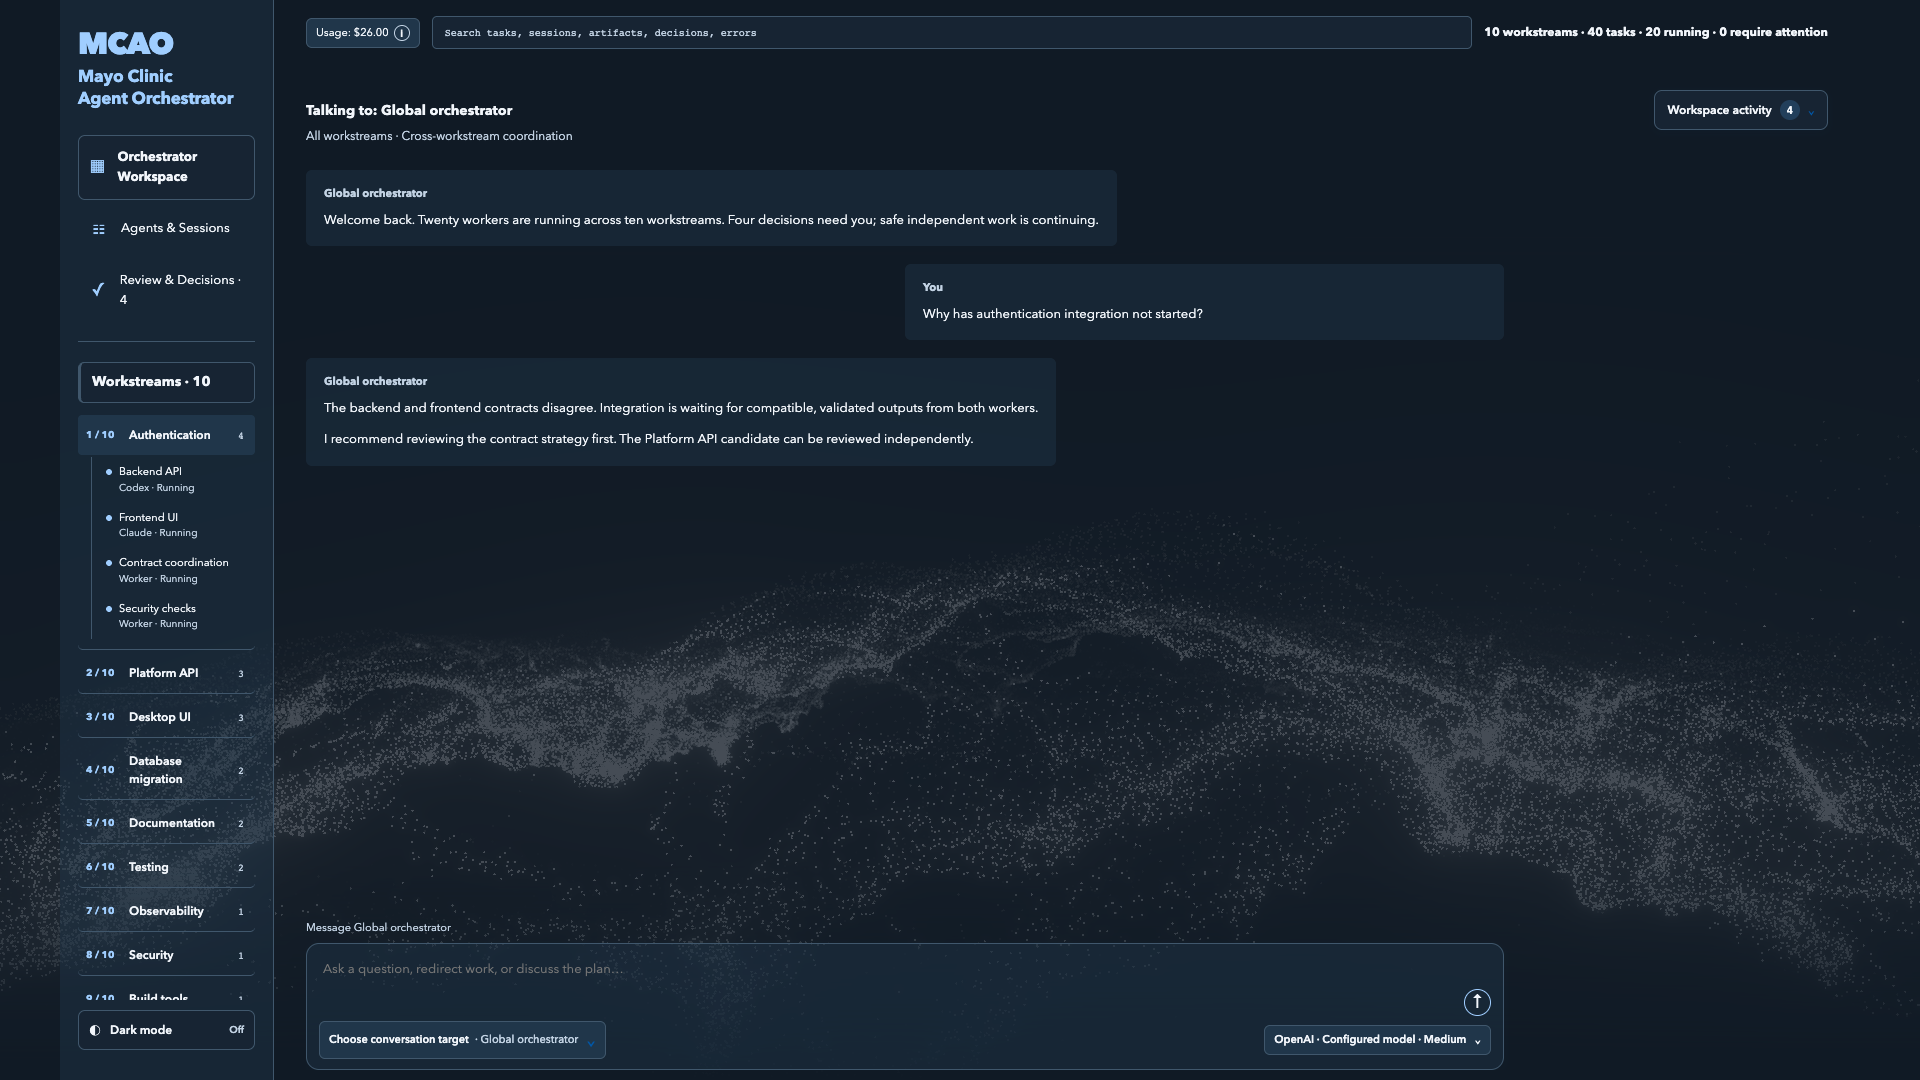 MCAO
Mayo Clinic
Agent Orchestrator
Orchestrator
Workspace
Agents & Sessions
Review & Decisions ·
4
Workstreams · 10
1 / 10 Authentication 4
Backend API
Codex · Running
Frontend UI
Claude · Running
Contract coordination
Worker · Running
Security checks
Worker · Running
2 / 10 Platform API 3
3 / 10 Desktop UI 3
4 / 10 Database
migration 2
5 / 10 Documentation 2
6 / 10 Testing 2
7 / 10 Observability 1
8 / 10 Security 1
9 / 10 Build tools 1
Dark mode Off
Usage: $26.00
Search tasks, sessions, artifacts, decisions, errors
10 workstreams · 40 tasks · 20 running · 0 require attention
Talking to: Global orchestrator
All workstreams · Cross-workstream coordination
Workspace activity 4
Global orchestrator
Welcome back. Twenty workers are running across ten workstreams. Four decisions need you; safe independent work is continuing.
You
Why has authentication integration not started?
Global orchestrator
The backend and frontend contracts disagree. Integration is waiting for compatible, validated outputs from both workers.
I recommend reviewing the contract strategy first. The Platform API candidate can be reviewed independently.
Message Global orchestrator
Ask a question, redirect work, or discuss the plan…
Choose conversation target · Global orchestrator
OpenAI · Configured model · Medium